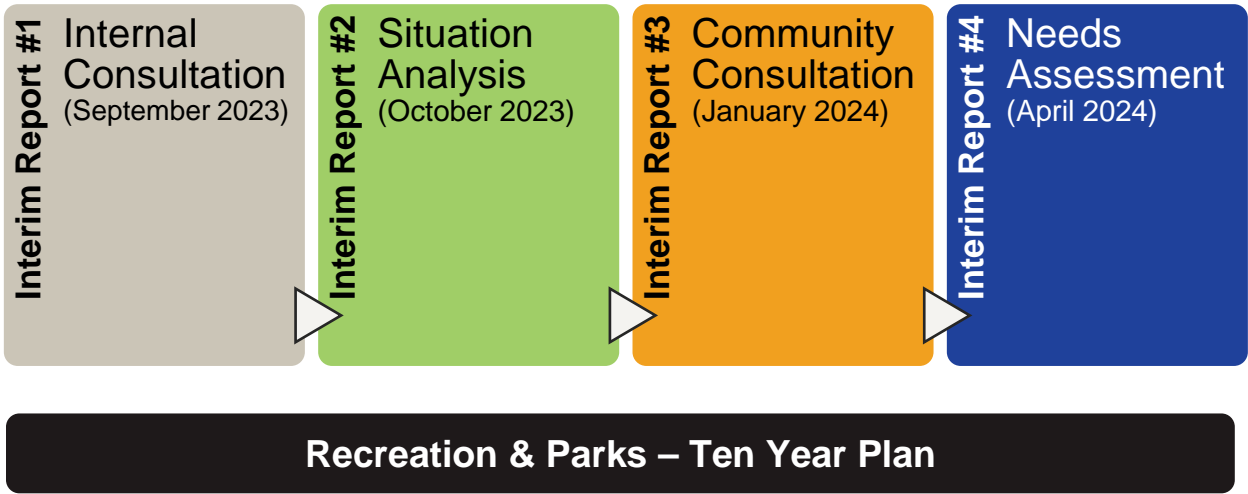 Interim Report #1
Internal
Consultation
(September 2023)
Interim Report #2
Situation
Analysis
(October 2023)
Interim Report #3
Community
Consultation
(January 2024)
Interim Report #4
Needs
Assessment
(April 2024)
Recreation & Parks – Ten Year Plan